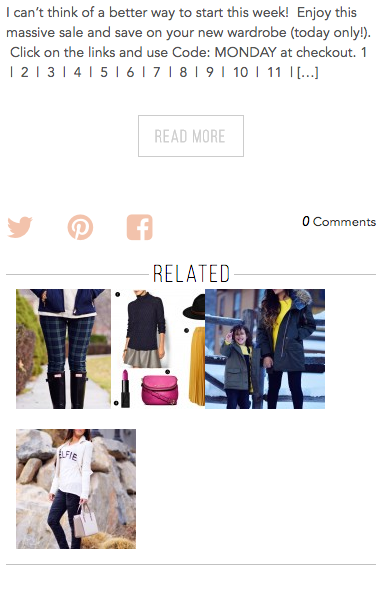 I can't think of a better way to start this week!  Enjoy this
massive sale and save on your new wardrobe (today only!).
Click on the links and use Code: MONDAY at checkout. 1
| 2 | 3 | 4 | 5 | 6 | 7 | 8 | 9 | 10 | 11 | […]
READ MORE
0 Comments
RELATED
ELFIE